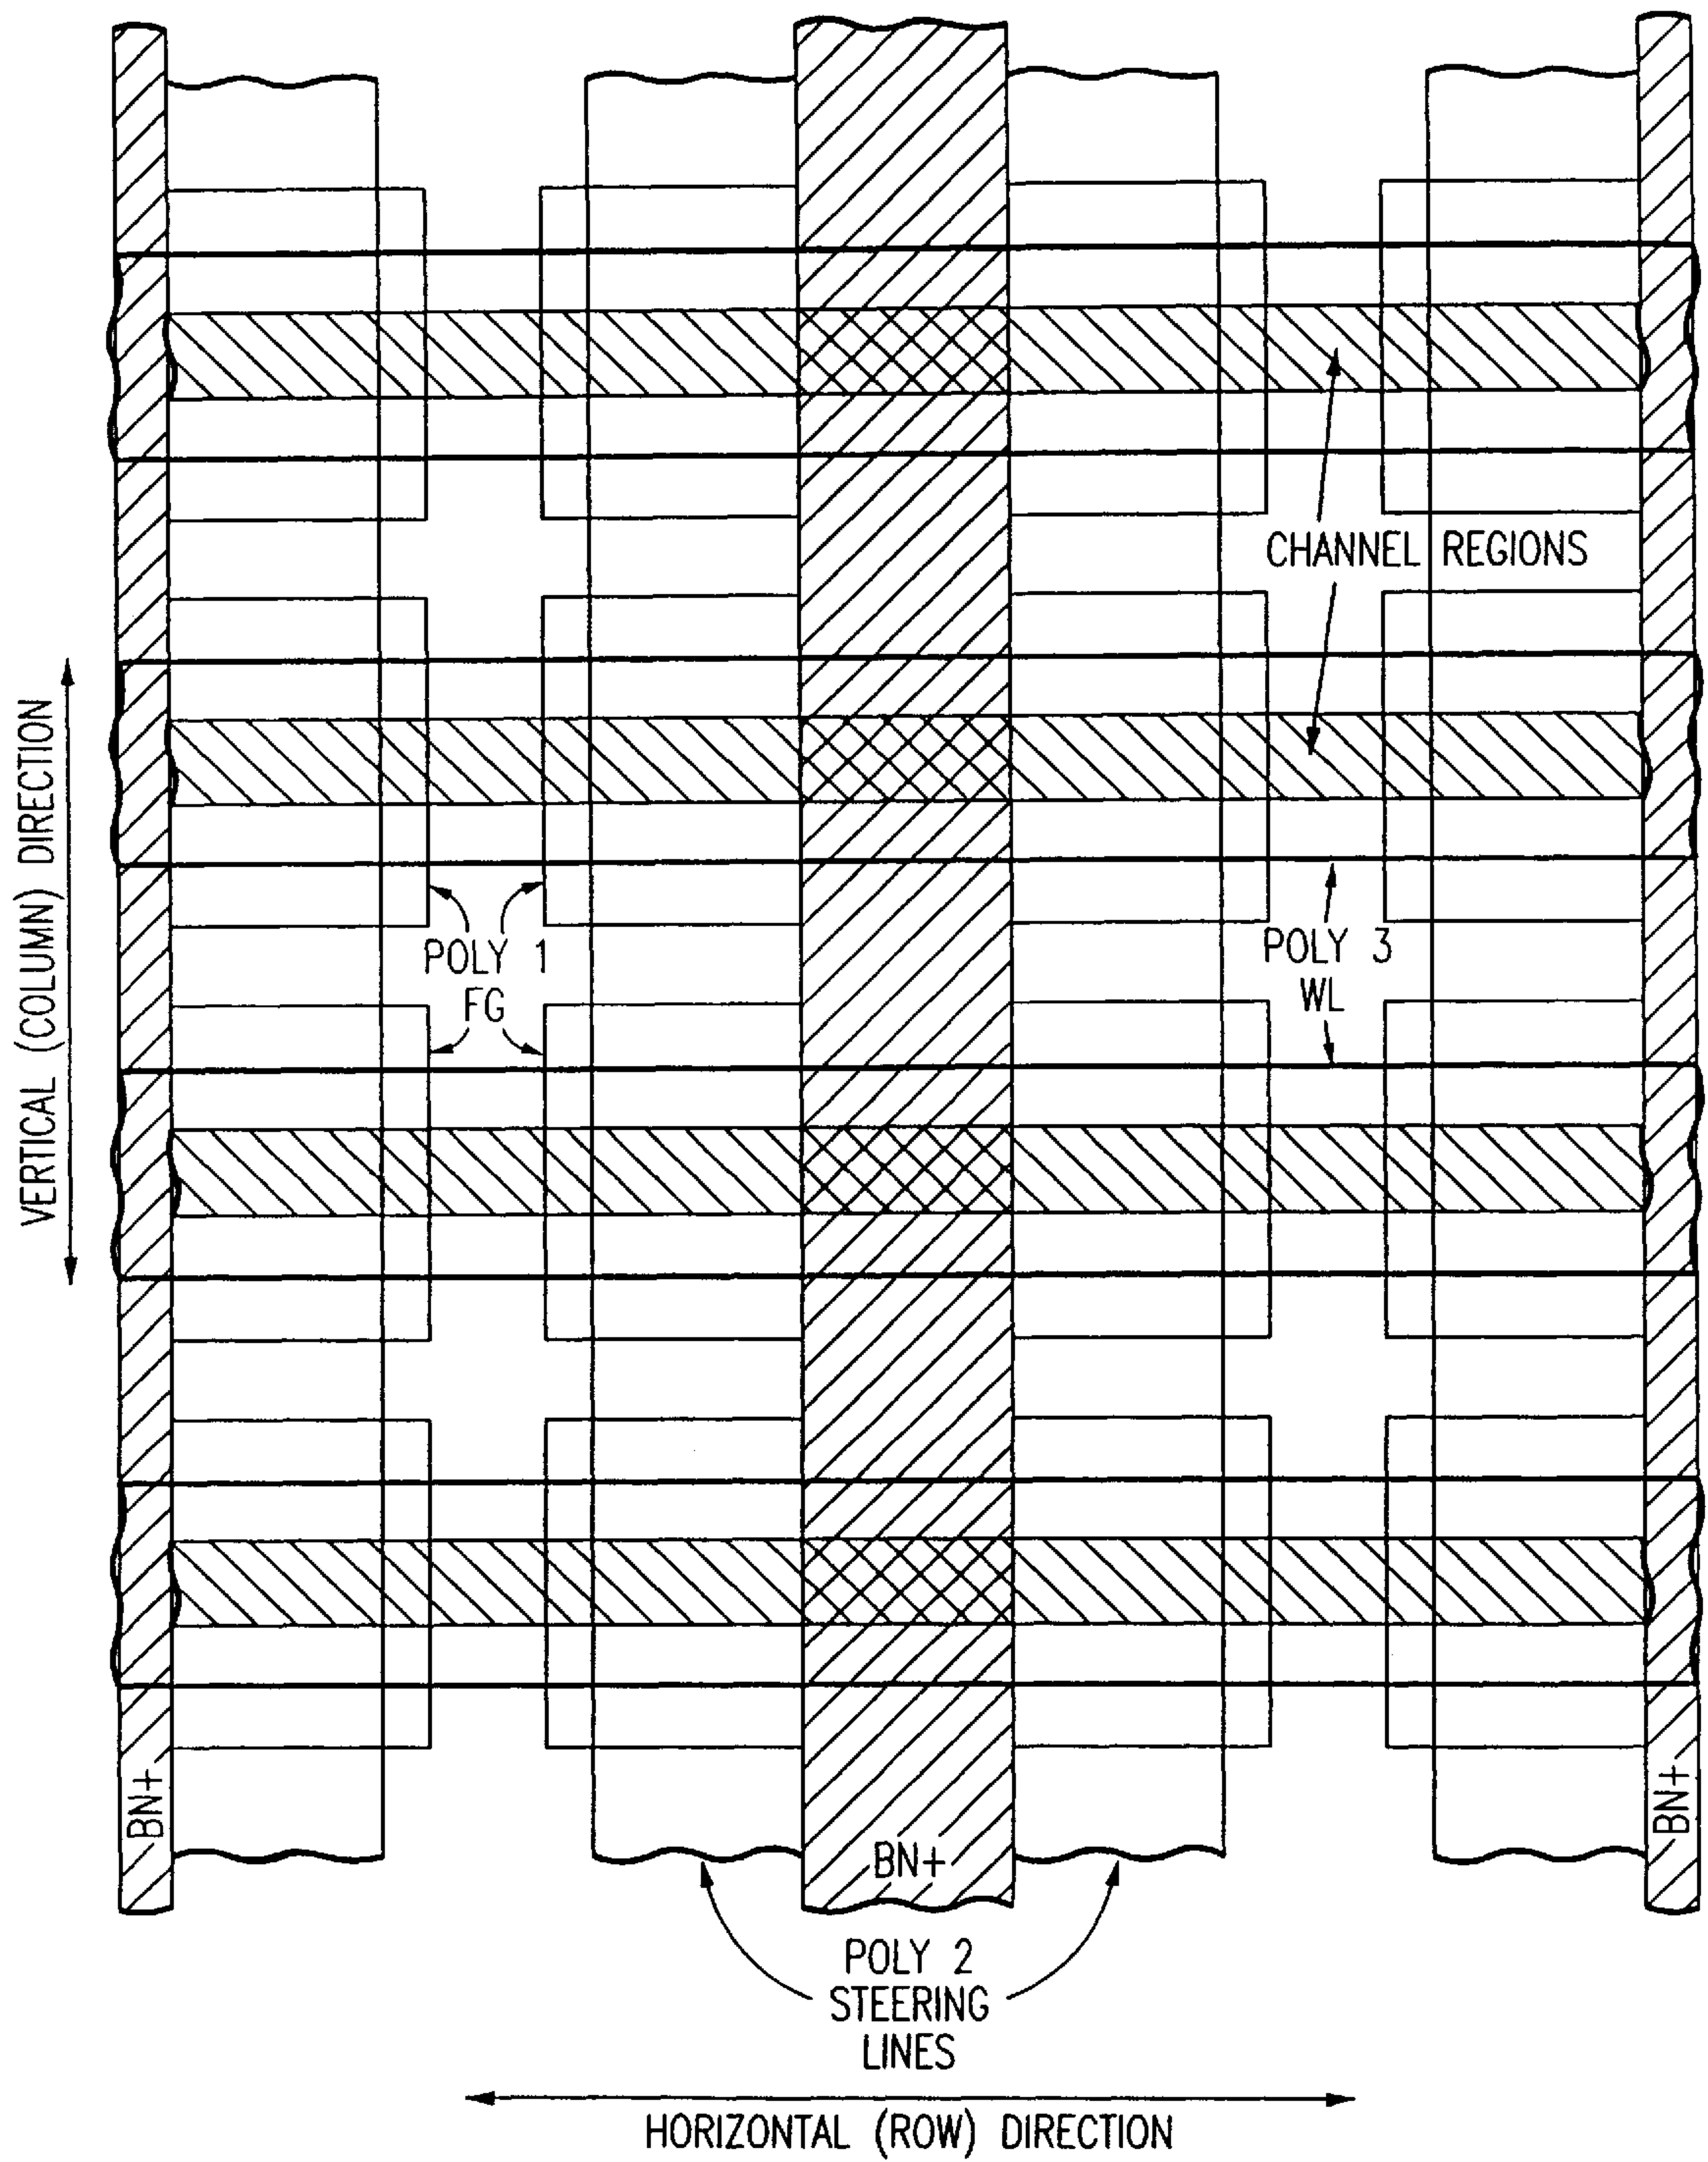 CHANNEL REGIONS
VERTICAL (COLUMN) DIRECTION
POLY 1
FG
POLY 3
WL
BN+
BN+
BN+
POLY 2
STEERING
LINES
HORIZONTAL (ROW) DIRECTION